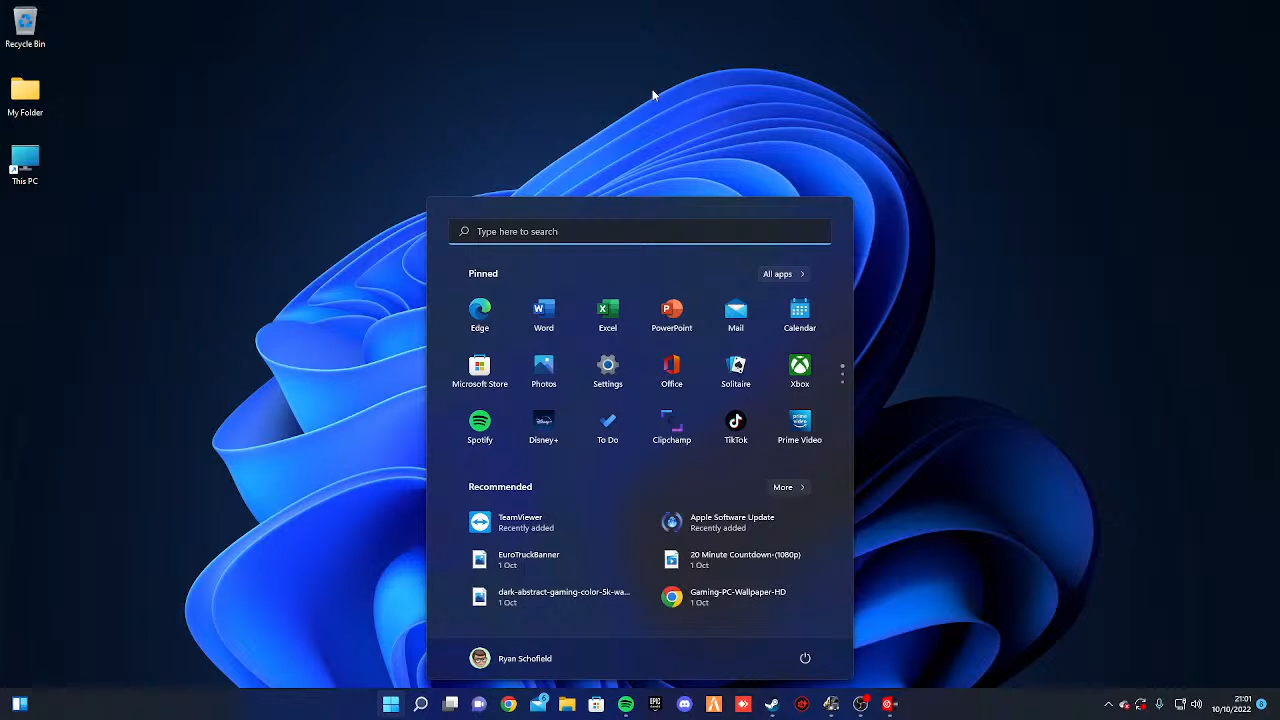 Recycle Bin
My Folder
This PC
Type here to search
Pinned
All apps
Edge
Word
Excel
PowerPoint
Mail
Calendar
Microsoft Store
Photos
Settings
Office
Solitaire
Xbox
Spotify
Disney+
To Do
Clipchamp
TikTok
Prime Video
Recommended
More
TeamViewer
Recently added
Apple Software Update
Recently added
EuroTruckBanner
1 Oct
20 Minute Countdown-(1080p)
1 Oct
dark-abstract-gaming-color-5k-wa...
1 Oct
Gaming-PC-Wallpaper-HD
1 Oct
Ryan Schofield
21:01
10/10/2022